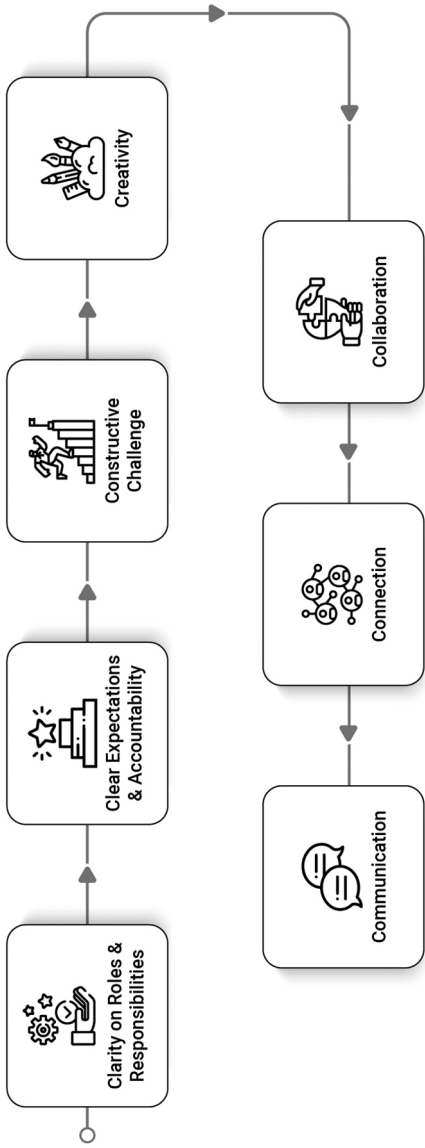 Clarity on Roles &
Responsibilities
Clear Expectations
& Accountability
Constructive
Challenge
Creativity
Collaboration
Connection
Communication